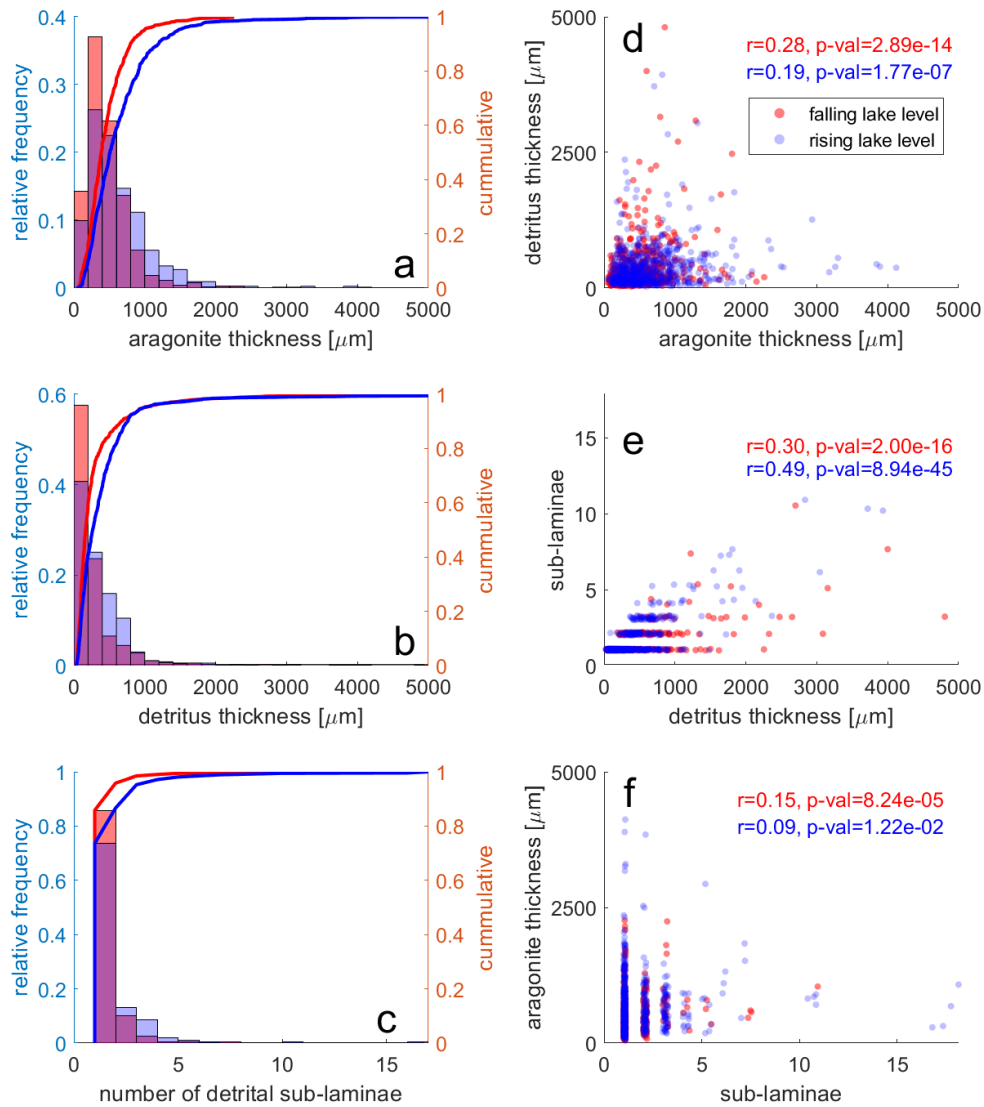 0.4
0.3
0.2
0.1
0
relative frequency
1
0.8
0.6
0.4
0.2
0
cummulative
a
0 1000 2000 3000 4000 5000
aragonite thickness [μm]
5000
2500
0
detritus thickness [μm]
d
r=0.28, p-val=2.89e-14
r=0.19, p-val=1.77e-07
falling lake level
rising lake level
0 1000 2000 3000 4000 5000
aragonite thickness [μm]
0.6
0.4
0.2
0
relative frequency
1
0.8
0.6
0.4
0.2
0
cummulative
b
0 1000 2000 3000 4000 5000
detritus thickness [μm]
15
10
5
0
sub-laminae
e
r=0.30, p-val=2.00e-16
r=0.49, p-val=8.94e-45
0 1000 2000 3000 4000 5000
detritus thickness [μm]
1
0.8
0.6
0.4
0.2
0
relative frequency
1
0.8
0.6
0.4
0.2
0
cummulative
c
0 5 10 15
number of detrital sub-laminae
5000
2500
0
aragonite thickness [μm]
f
r=0.15, p-val=8.24e-05
r=0.09, p-val=1.22e-02
0 5 10 15
sub-laminae